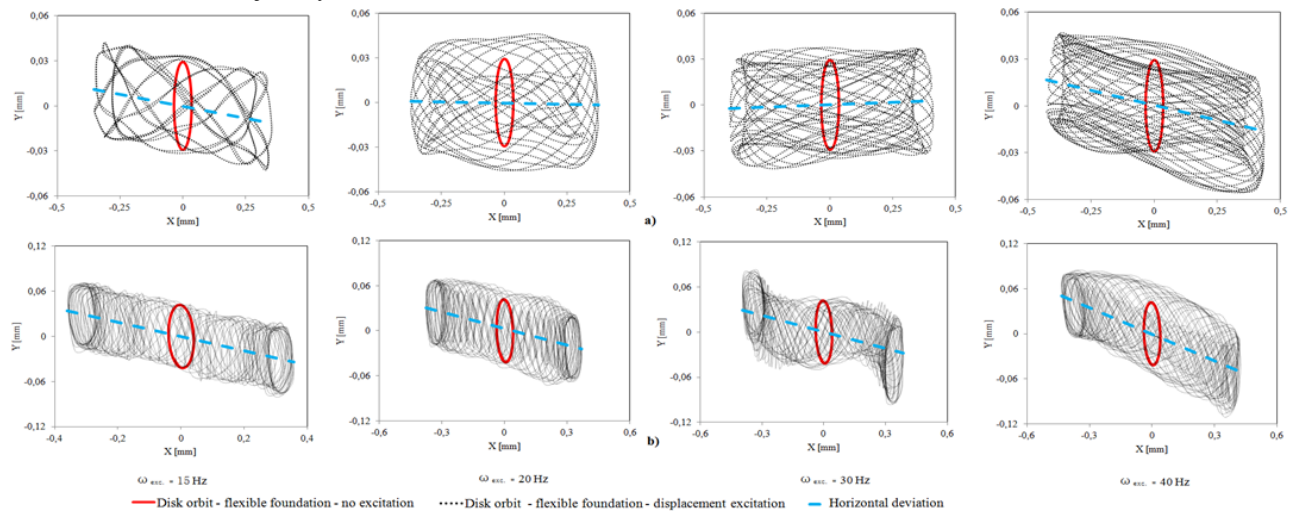 0,06
0,03
0
-0,03
-0,06
Y [mm]
-0,5 -0,25 0 0,25 0,5
X [mm]
0,06
0,03
0
-0,03
-0,06
Y [mm]
-0,5 -0,25 0 0,25 0,5
X [mm]
0,06
0,03
0
-0,03
-0,06
Y [mm]
-0,5 -0,25 0 0,25 0,5
X [mm]
0,06
0,03
0
-0,03
-0,06
Y [mm]
-0,5 -0,25 0 0,25 0,5
X [mm]
a)
0,12
0,06
0
-0,06
-0,12
Y [mm]
-0,4 -0,2 0 0,2 0,4
X [mm]
0,12
0,06
0
-0,06
-0,12
Y [mm]
-0,6 -0,3 0 0,3 0,6
X [mm]
0,12
0,06
0
-0,06
-0,12
Y [mm]
-0,6 -0,3 0 0,3 0,6
X [mm]
0,12
0,06
0
-0,06
-0,12
Y [mm]
-0,6 -0,3 0 0,3 0,6
X [mm]
b)
ω exc. = 15 Hz ω exc. = 20 Hz ω exc. = 30 Hz ω exc. = 40 Hz
Disk orbit - flexible foundation - no excitation Disk orbit - flexible foundation - displacement excitation Horizontal deviation